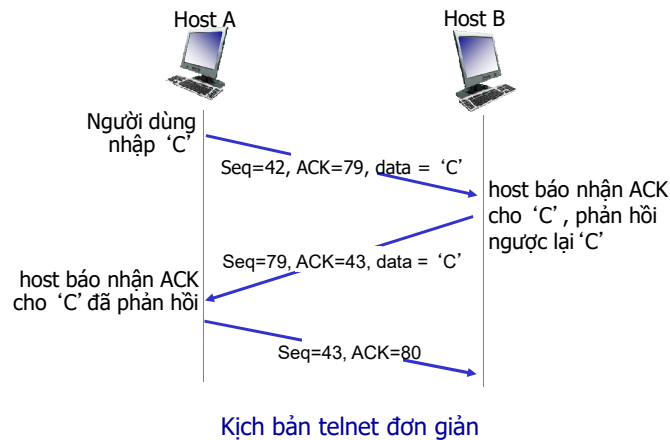 Host A
Host B
Người dùng
nhập ‘C’
Seq=42, ACK=79, data = ‘C’
host báo nhận ACK
cho ‘C’, phản hồi
ngược lại ‘C’
Seq=79, ACK=43, data = ‘C’
host báo nhận ACK
cho ‘C’ đã phản hồi
Seq=43, ACK=80
Kịch bản telnet đơn giản